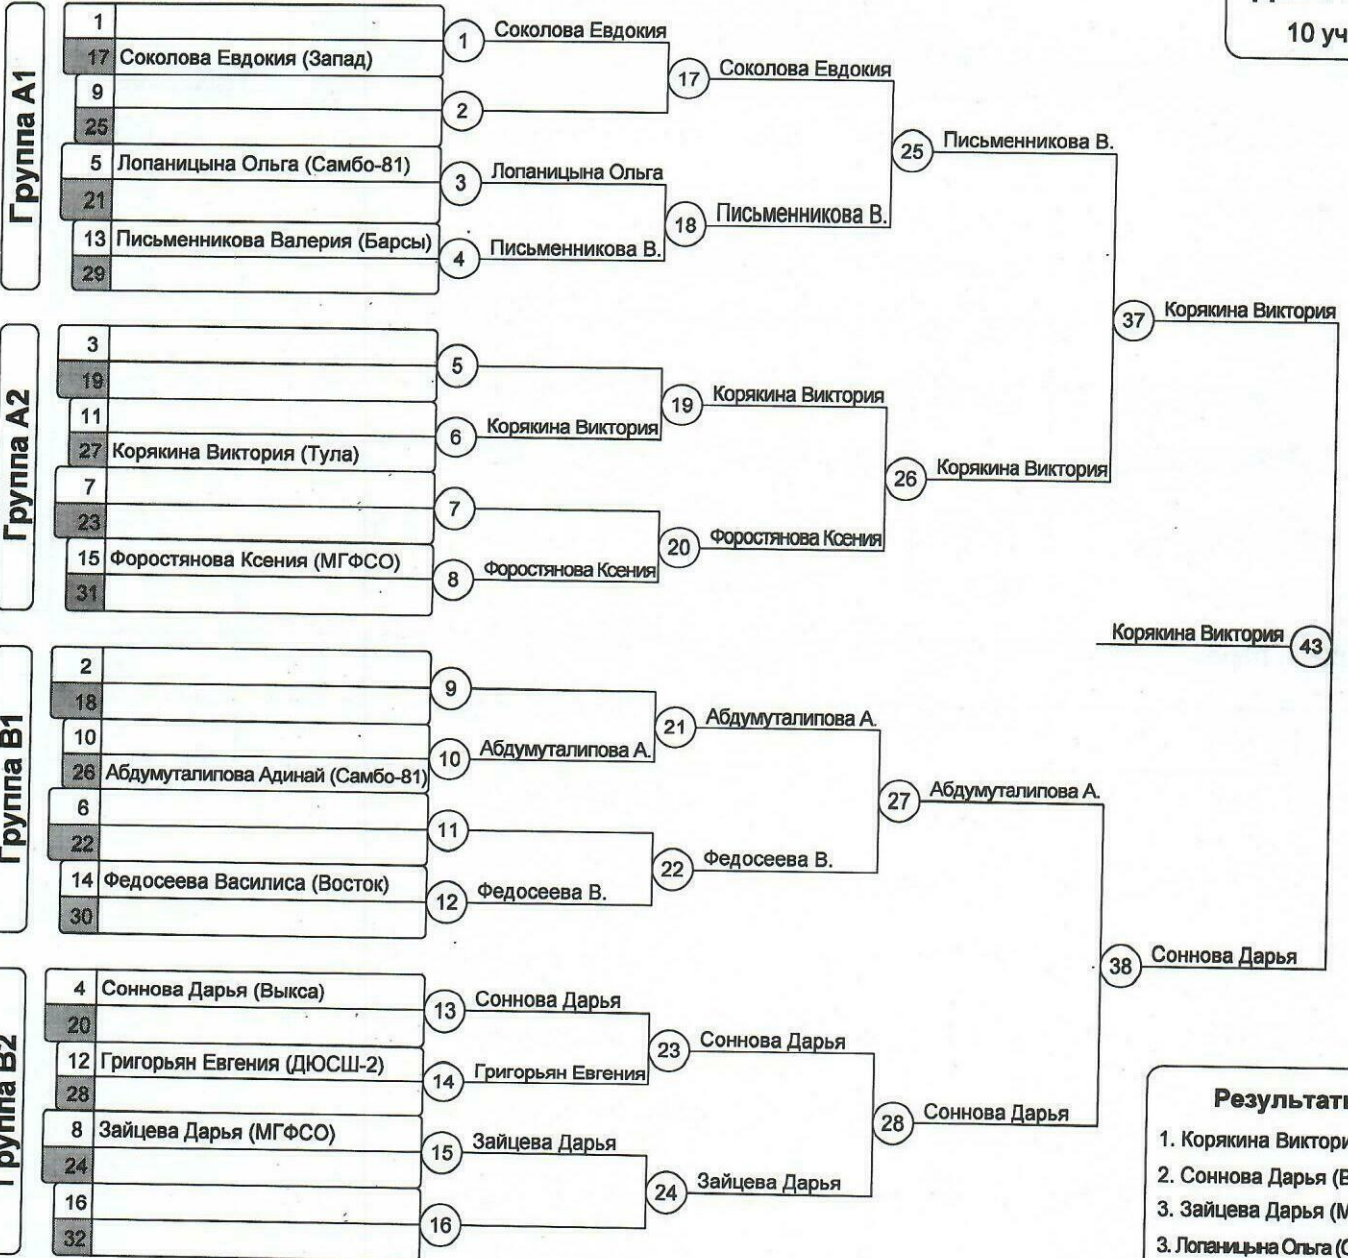 10 уч
Группа A1
1
17 Соколова Евдокия (Запад)
9
25
5 Лопаницына Ольга (Самбо-81)
21
13 Письменникова Валерия (Барсы)
29
1 Соколова Евдокия
2
3 Лопаницына Ольга
4 Письменникова В.
17 Соколова Евдокия
18 Письменникова В.
25 Письменникова В.
Группа A2
3
19
11
27 Корякина Виктория (Тула)
7
23
15 Форостянова Ксения (МГФСО)
31
5
6 Корякина Виктория
7
8 Форостянова Ксения
19 Корякина Виктория
20 Форостянова Ксения
26 Корякина Виктория
37 Корякина Виктория
Корякина Виктория 43
Группа B1
2
18
10
26 Абдумуталипова Адинай (Самбо-81)
6
22
14 Федосеева Василиса (Восток)
30
9
10 Абдумуталипова А.
11
12 Федосеева В.
21 Абдумуталипова А.
22 Федосеева В.
27 Абдумуталипова А.
Группа B2
4 Соннова Дарья (Выкса)
20
12 Григорьян Евгения (ДЮСШ-2)
28
8 Зайцева Дарья (МГФСО)
24
16
32
13 Соннова Дарья
14 Григорьян Евгения
15 Зайцева Дарья
16
23 Соннова Дарья
24 Зайцева Дарья
28 Соннова Дарья
38 Соннова Дарья
Результаты
1. Корякина Виктори
2. Соннова Дарья (В
3. Зайцева Дарья (М
3. Лопаницына Ольга (С